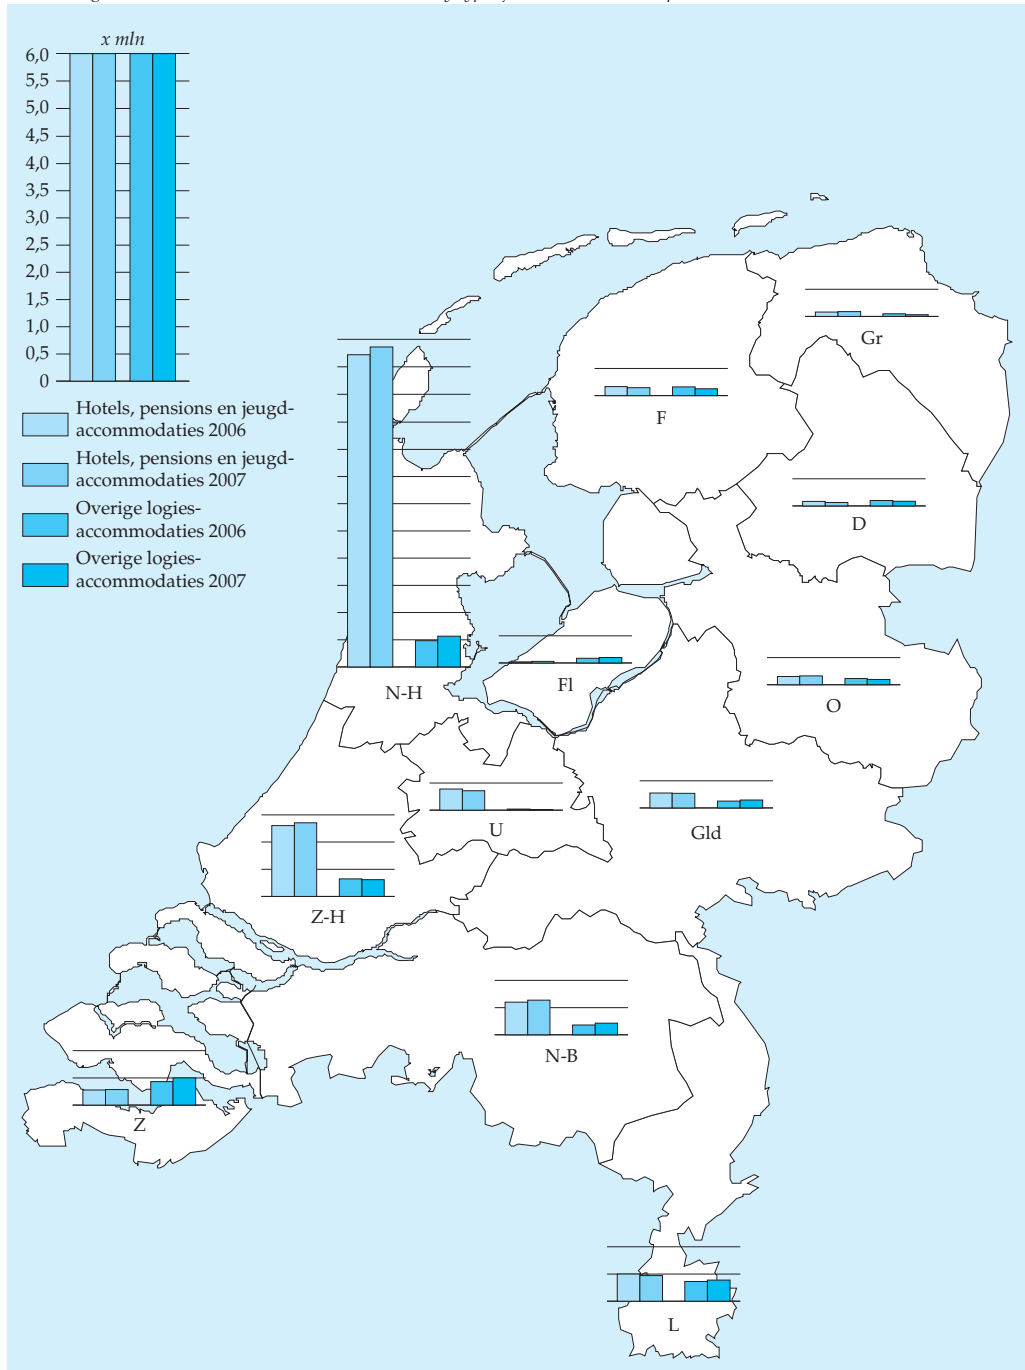 x mln
6,0
5,5
5,0
4,5
4,0
3,5
3,0
2,5
2,0
1,5
1,0
0,5
0
Hotels, pensions en jeugd-
accommodaties 2006
Hotels, pensions en jeugd-
accommodaties 2007
Overige logies-
accommodaties 2006
Overige logies-
accommodaties 2007
Gr
F
D
N-H
Fl
O
U
Gld
Z-H
N-B
Z
L